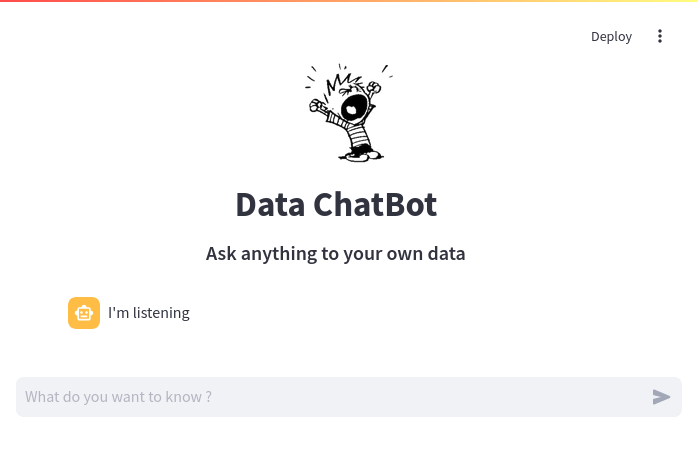 Deploy
Data ChatBot
Ask anything to your own data
I'm listening
What do you want to know ?